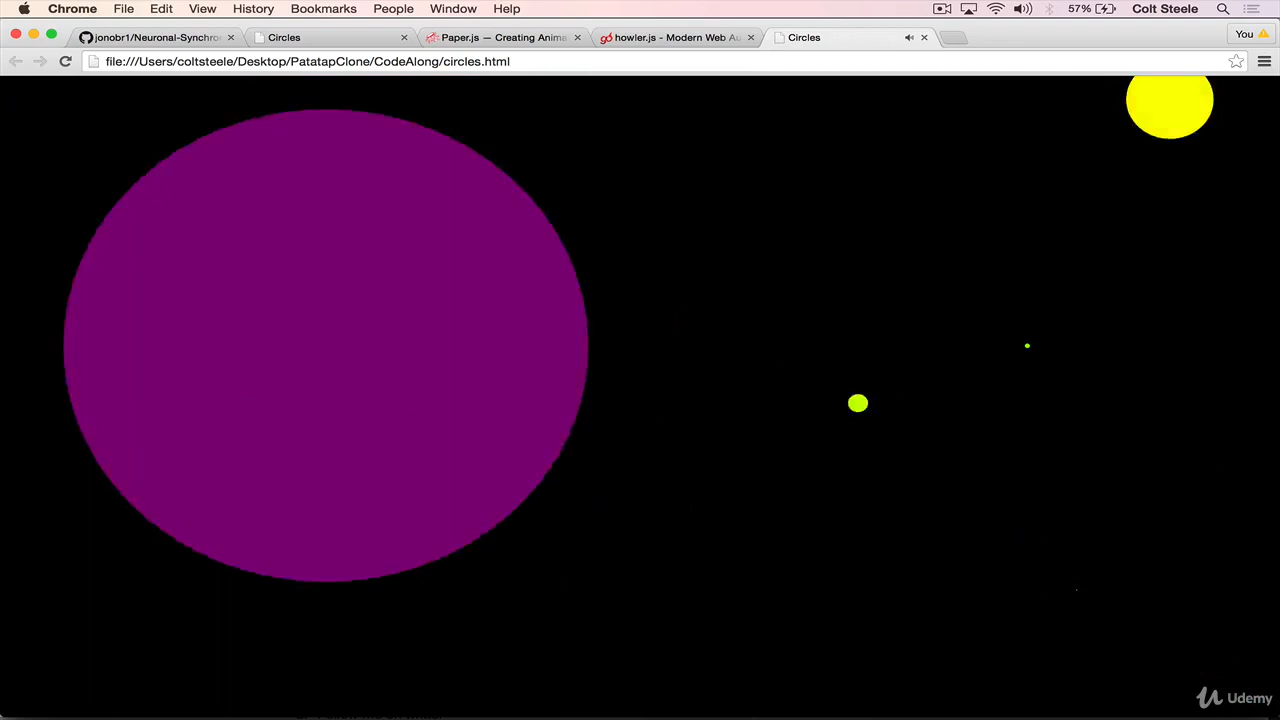 Chrome File Edit View History Bookmarks People Window Help 57% Colt Steele
jonobr1/Neuronal-Synchro Circles Paper.js — Creating Anima howler.js - Modern Web Au Circles You
file:///Users/coltsteele/Desktop/PatatapClone/CodeAlong/circles.html
Udemy